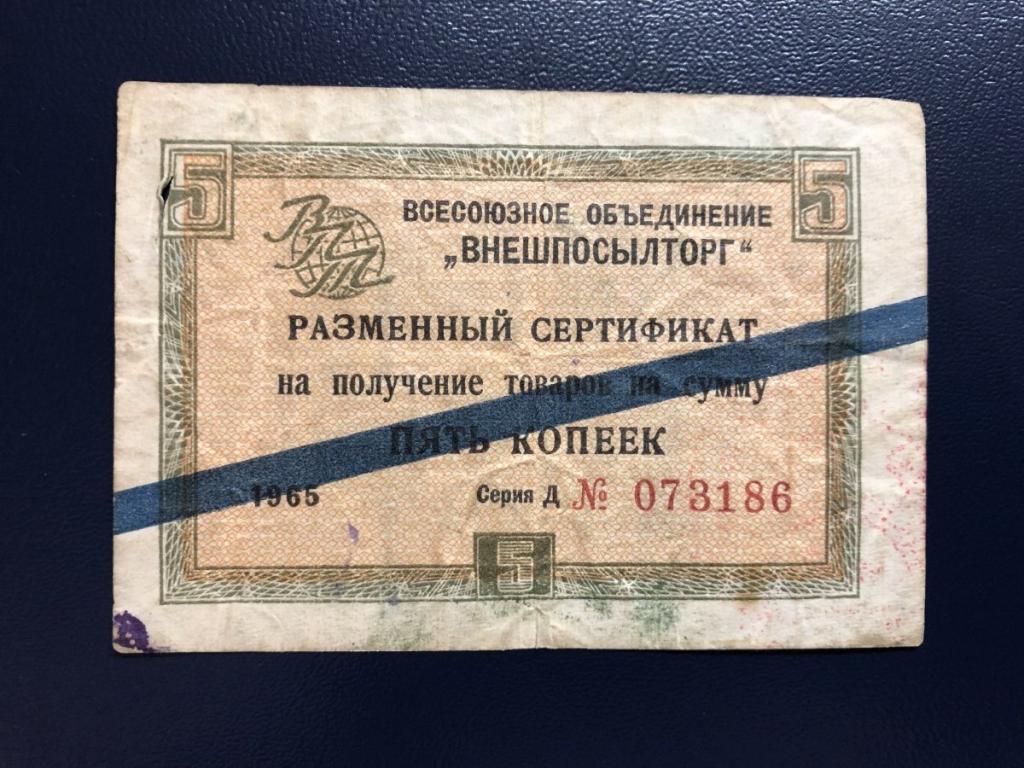 5 5
ВПТ
ВСЕСОЮЗНОЕ ОБЪЕДИНЕНИЕ
„ВНЕШПОСЫЛТОРГ“
РАЗМЕННЫЙ СЕРТИФИКАТ
на получение товаров на сумму
ПЯТЬ КОПЕЕК
1965 Серия Д № 073186
5